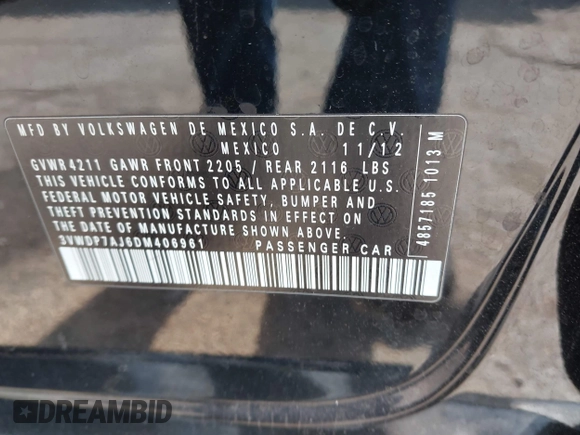 MFD BY VOLKSWAGEN DE MEXICO S.A. DE C.V.
MEXICO 11/12
GVWR4211 GAWR FRONT 2205 / REAR 2116 LBS
THIS VEHICLE CONFORMS TO ALL APPLICABLE U.S.
FEDERAL MOTOR VEHICLE SAFETY, BUMPER AND
THEFT PREVENTION STANDARDS IN EFFECT ON
THE DATE OF MANUFACTURE SHOWN ABOVE.
3VWDP7AJ6DM406961 PASSENGER CAR
4857185 1013 M
DREAMBID